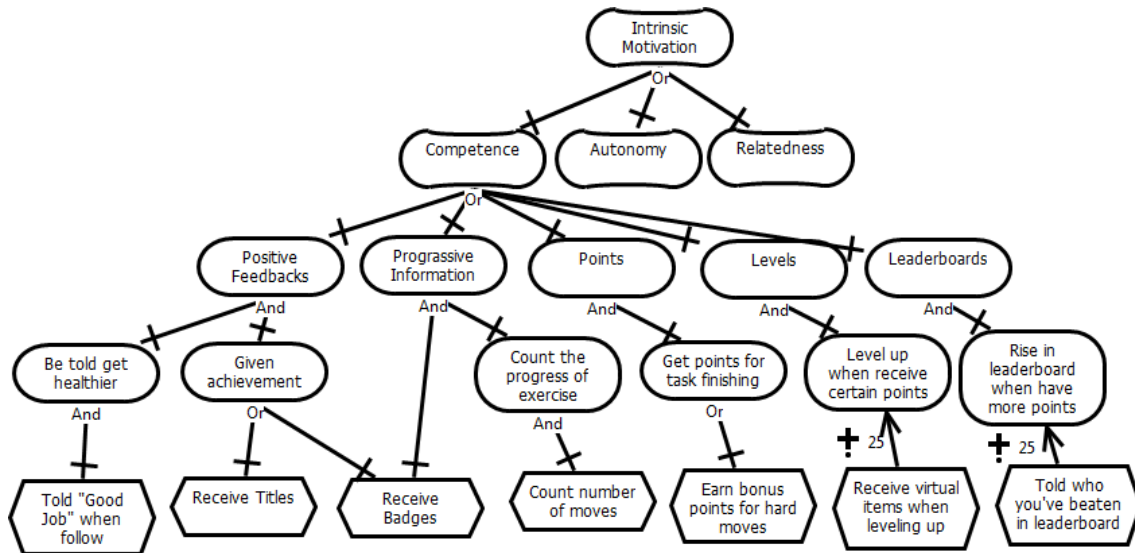 Intrinsic
Motivation
Or
Competence
Autonomy
Relatedness
Or
Positive
Feedbacks
Prograssive
Information
Points
Levels
Leaderboards
And
And
And
And
And
Be told get
healthier
Given
achievement
Count the
progress of
exercise
Get points for
task finishing
Level up
when receive
certain points
Rise in
leaderboard
when have
more points
And
Or
And
Or
25
25
Told "Good
Job" when
follow
Receive Titles
Receive
Badges
Count number
of moves
Earn bonus
points for hard
moves
Receive virtual
items when
leveling up
Told who
you've beaten
in leaderboard